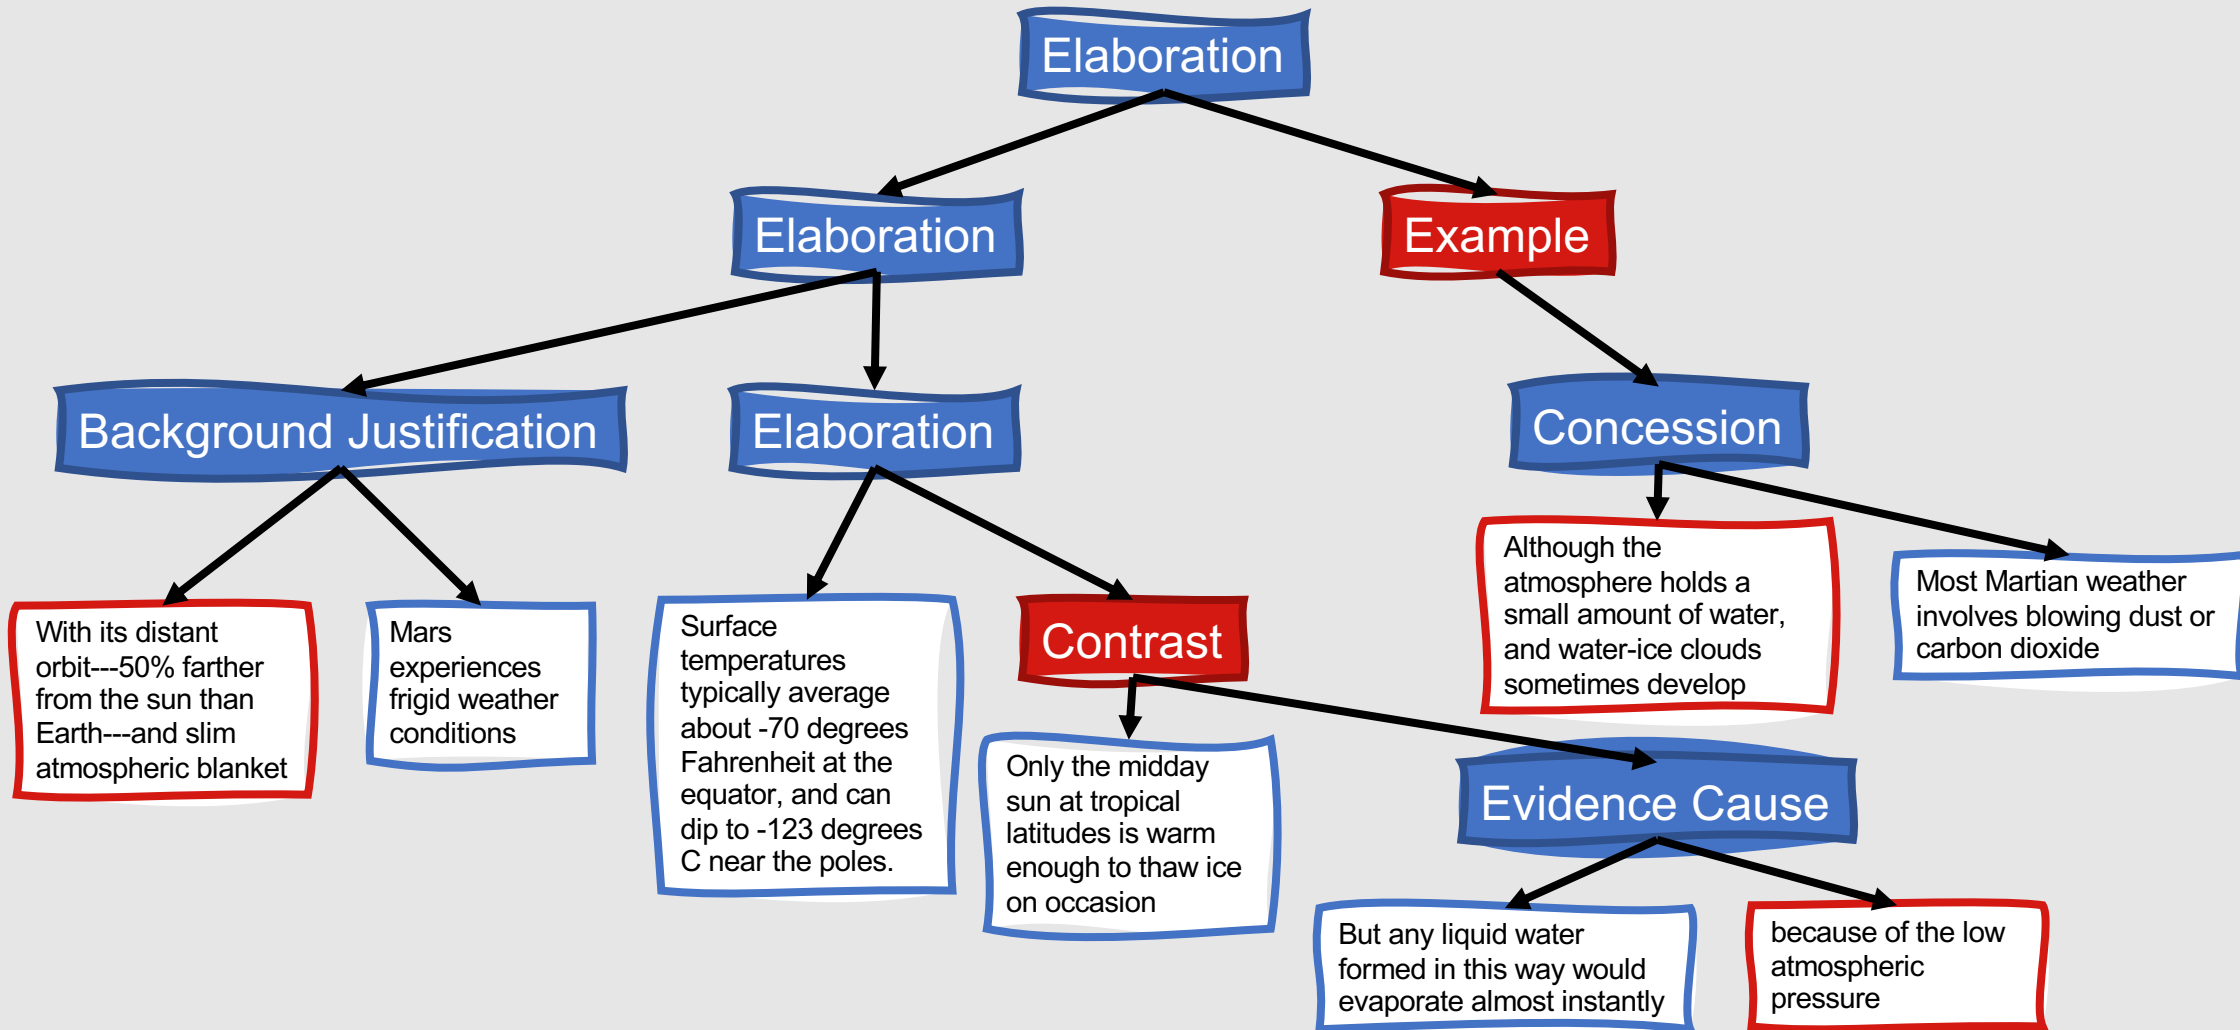 Elaboration
Elaboration
Example
Background Justification
Elaboration
Concession
With its distant
orbit---50% farther
from the sun than
Earth---and slim
atmospheric blanket
Mars
experiences
frigid weather
conditions
Surface
temperatures
typically average
about -70 degrees
Fahrenheit at the
equator, and can
dip to -123 degrees
C near the poles.
Contrast
Although the
atmosphere holds a
small amount of water,
and water-ice clouds
sometimes develop
Most Martian weather
involves blowing dust or
carbon dioxide
Only the midday
sun at tropical
latitudes is warm
enough to thaw ice
on occasion
Evidence Cause
But any liquid water
formed in this way would
evaporate almost instantly
because of the low
atmospheric
pressure